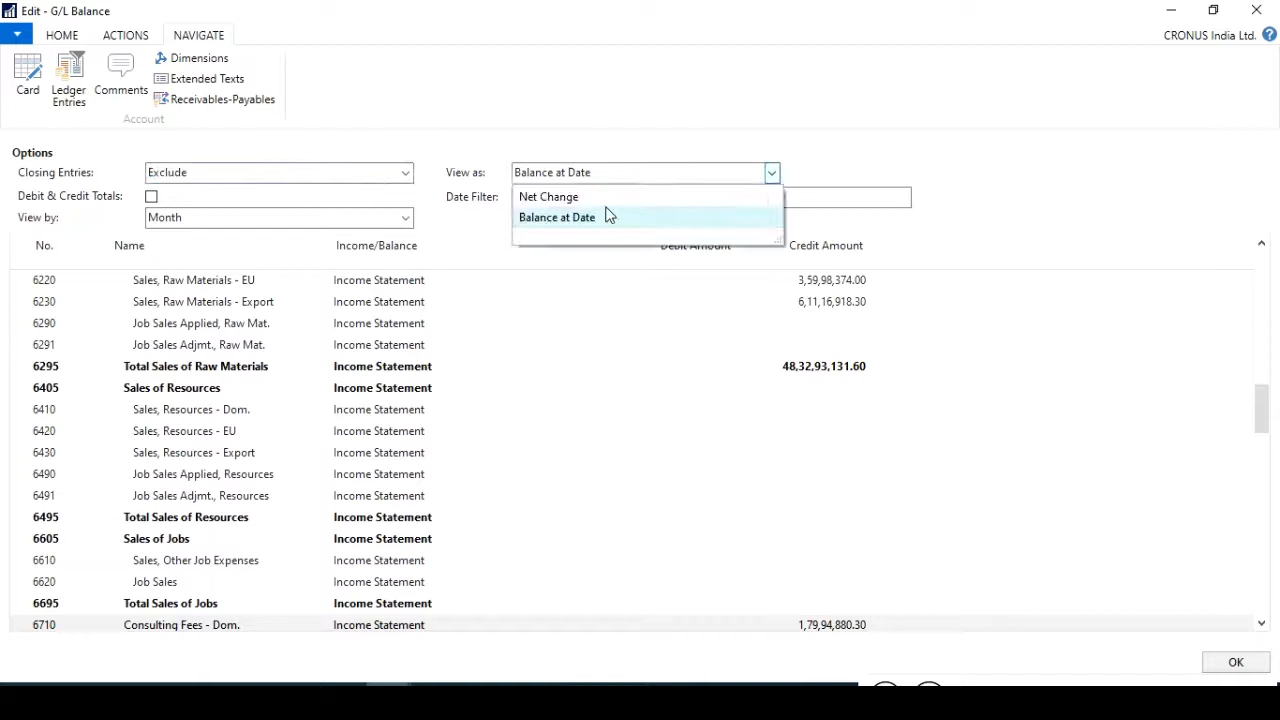 Edit - G/L Balance
HOME ACTIONS NAVIGATE CRONUS India Ltd.
Card
Ledger Entries
Comments
Dimensions
Extended Texts
Receivables-Payables
Account
Options
Closing Entries: Exclude View as: Balance at Date
Debit & Credit Totals: Date Filter: Net Change
View by: Month Balance at Date
No. Name Income/Balance Debit Amount Credit Amount
6220 Sales, Raw Materials - EU Income Statement 3,59,98,374.00
6230 Sales, Raw Materials - Export Income Statement 6,11,16,918.30
6290 Job Sales Applied, Raw Mat. Income Statement
6291 Job Sales Adjmt., Raw Mat. Income Statement
6295 Total Sales of Raw Materials Income Statement 48,32,93,131.60
6405 Sales of Resources Income Statement
6410 Sales, Resources - Dom. Income Statement
6420 Sales, Resources - EU Income Statement
6430 Sales, Resources - Export Income Statement
6490 Job Sales Applied, Resources Income Statement
6491 Job Sales Adjmt., Resources Income Statement
6495 Total Sales of Resources Income Statement
6605 Sales of Jobs Income Statement
6610 Sales, Other Job Expenses Income Statement
6620 Job Sales Income Statement
6695 Total Sales of Jobs Income Statement
6710 Consulting Fees - Dom. Income Statement 1,79,94,880.30
OK